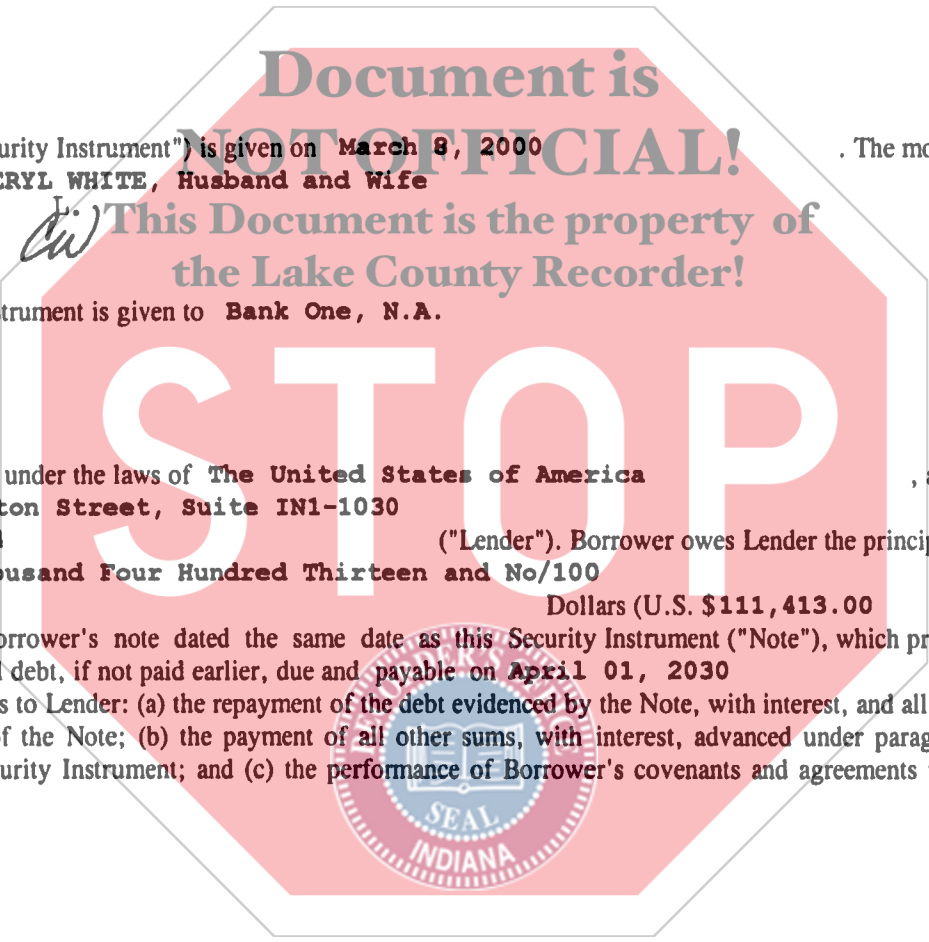 Document is
NOT OFFICIAL!
urity Instrument") is given on March 8, 2000 . The mo
ERYL WHITE, Husband and Wife
L.
CW
This Document is the property of
the Lake County Recorder!
strument is given to Bank One, N.A.
STOP
under the laws of The United States of America , a
ton Street, Suite IN1-1030
("Lender"). Borrower owes Lender the princip
ousand Four Hundred Thirteen and No/100
Dollars (U.S. $111,413.00
orrower's note dated the same date as this Security Instrument ("Note"), which pr
l debt, if not paid earlier, due and payable on April 01, 2030
s to Lender: (a) the repayment of the debt evidenced by the Note, with interest, and all
f the Note; (b) the payment of all other sums, with interest, advanced under parag
urity Instrument; and (c) the performance of Borrower's covenants and agreements
SEAL
INDIANA